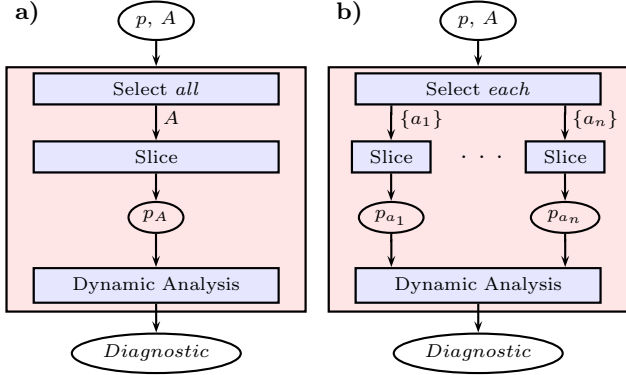 a)
p, A
Select all
A
Slice
p_A
Dynamic Analysis
Diagnostic
b)
p, A
Select each
{a_1} {a_n}
Slice . . . Slice
p_{a_1} p_{a_n}
Dynamic Analysis
Diagnostic